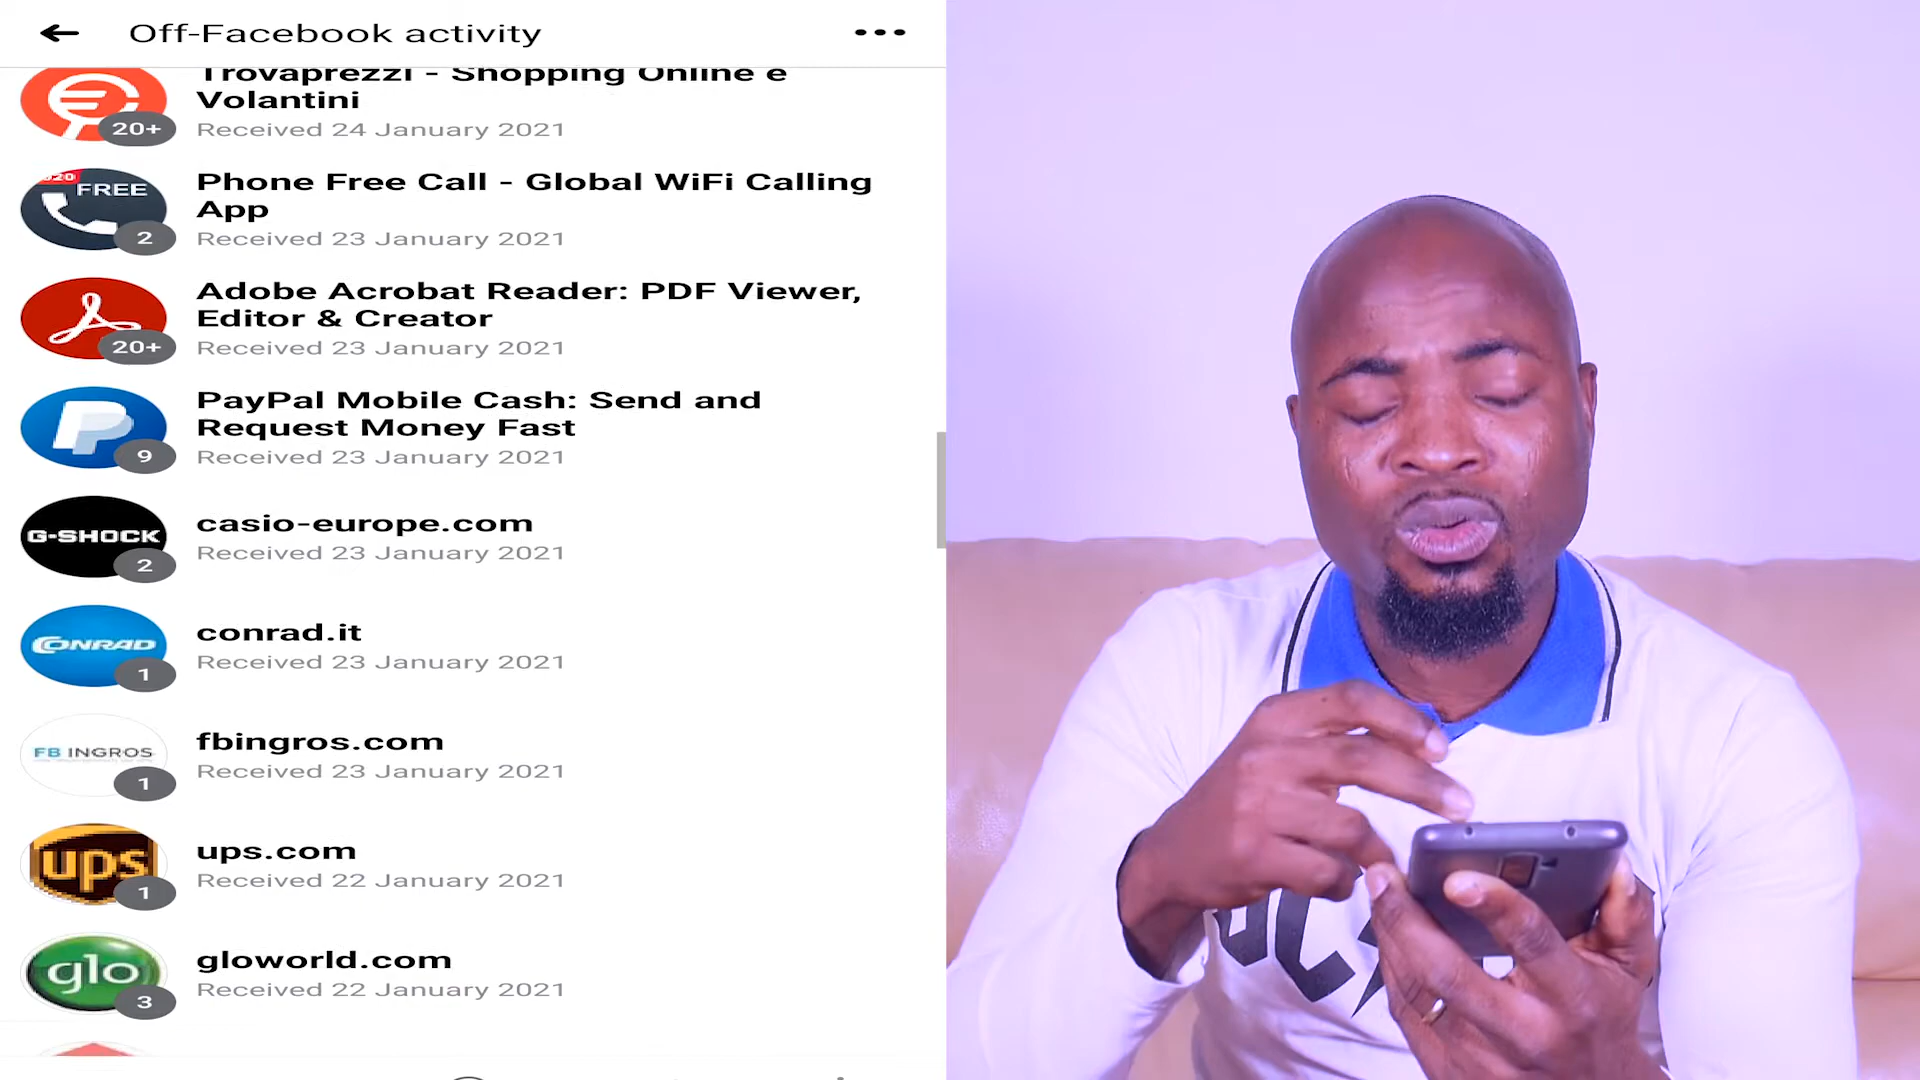 Off-Facebook activity
Trovaprezzi - Shopping Online e
Volantini
20+
Received 24 January 2021
FREE
Phone Free Call - Global WiFi Calling
App
2
Received 23 January 2021
Adobe Acrobat Reader: PDF Viewer,
Editor & Creator
20+
Received 23 January 2021
PayPal Mobile Cash: Send and
Request Money Fast
9
Received 23 January 2021
G-SHOCK
casio-europe.com
2
Received 23 January 2021
CONRAD
conrad.it
1
Received 23 January 2021
FB INGROS
fbingros.com
1
Received 23 January 2021
ups
ups.com
1
Received 22 January 2021
glo
gloworld.com
3
Received 22 January 2021